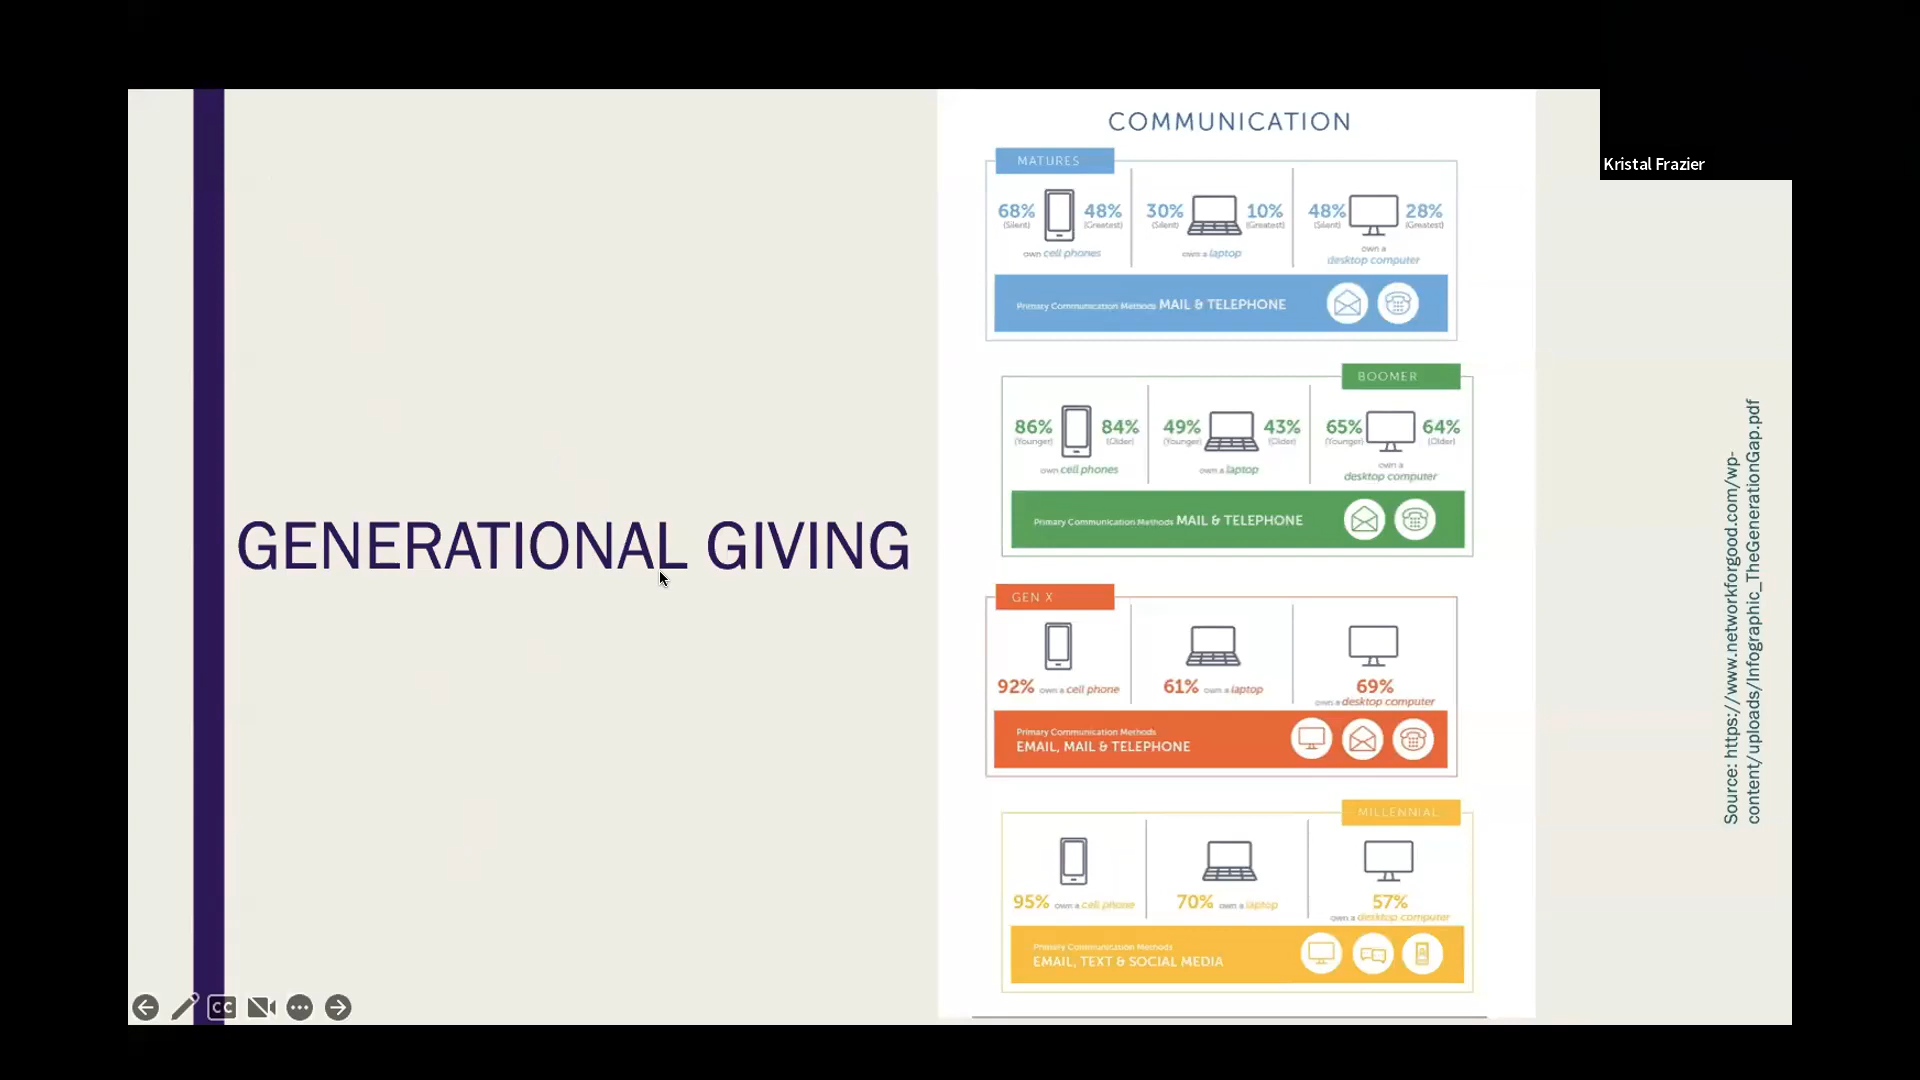 COMMUNICATION
Kristal Frazier
MATURES
68% 48% 30% 10% 48% 28%
(Silent) (Greatest) (Silent) (Greatest) (Silent) (Greatest)
own cell phones
own a laptop
own a
desktop computer
Primary Communication Methods MAIL & TELEPHONE
BOOMER
86% 84% 49% 43% 65% 64%
(Younger) (Older) (Younger) (Older) (Younger) (Older)
own cell phones
own a laptop
own a
desktop computer
Primary Communication Methods MAIL & TELEPHONE
GENERATIONAL GIVING
GEN X
92% own a cell phone
61% own a laptop
69%
own a desktop computer
Primary Communication Methods
EMAIL, MAIL & TELEPHONE
MILLENNIAL
95% own a cell phone
70% own a laptop
57%
own a desktop computer
Primary Communication Methods
EMAIL, TEXT & SOCIAL MEDIA
Source: https://www.networkforgood.com/wp-
content/uploads/Infographic_TheGenerationGap.pdf
CC